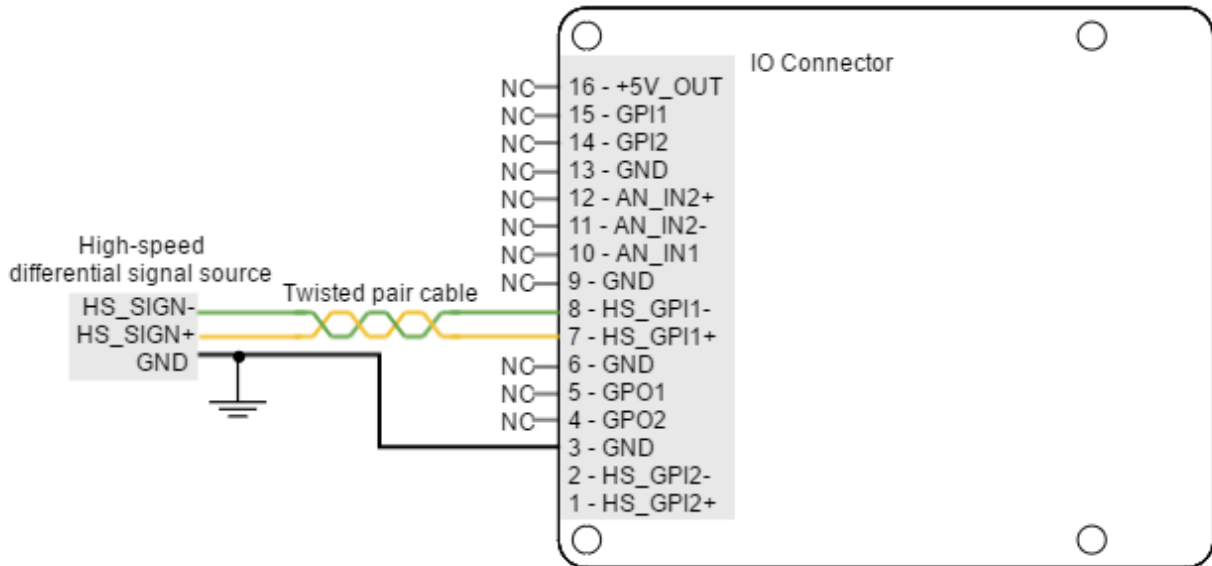 IO Connector
NC 16 - +5V_OUT
NC 15 - GPI1
NC 14 - GPI2
NC 13 - GND
NC 12 - AN_IN2+
NC 11 - AN_IN2-
NC 10 - AN_IN1
NC 9 - GND
High-speed
differential signal source
Twisted pair cable
HS_SIGN-
HS_SIGN+
GND
8 - HS_GPI1-
7 - HS_GPI1+
NC 6 - GND
NC 5 - GPO1
NC 4 - GPO2
3 - GND
2 - HS_GPI2-
1 - HS_GPI2+